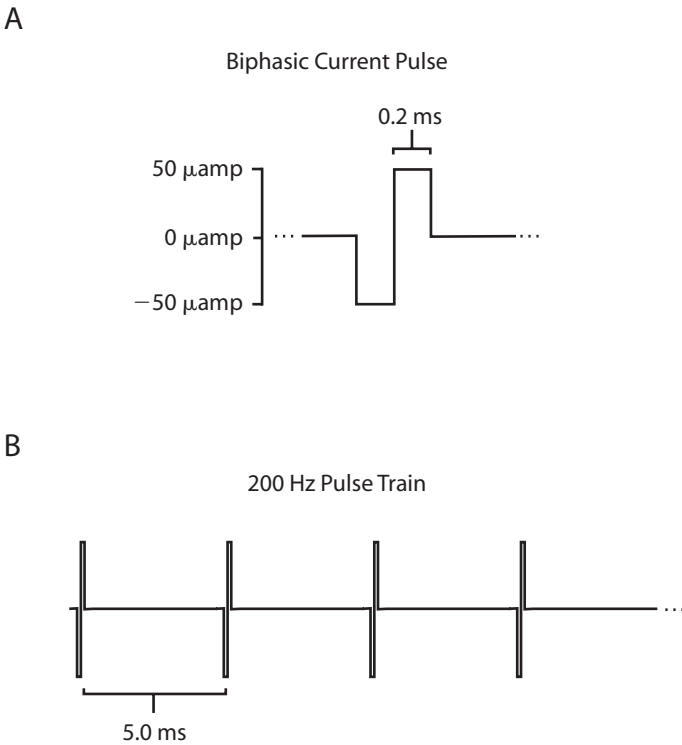 A
Biphasic Current Pulse
0.2 ms
50 μamp
0 μamp
−50 μamp
B
200 Hz Pulse Train
5.0 ms